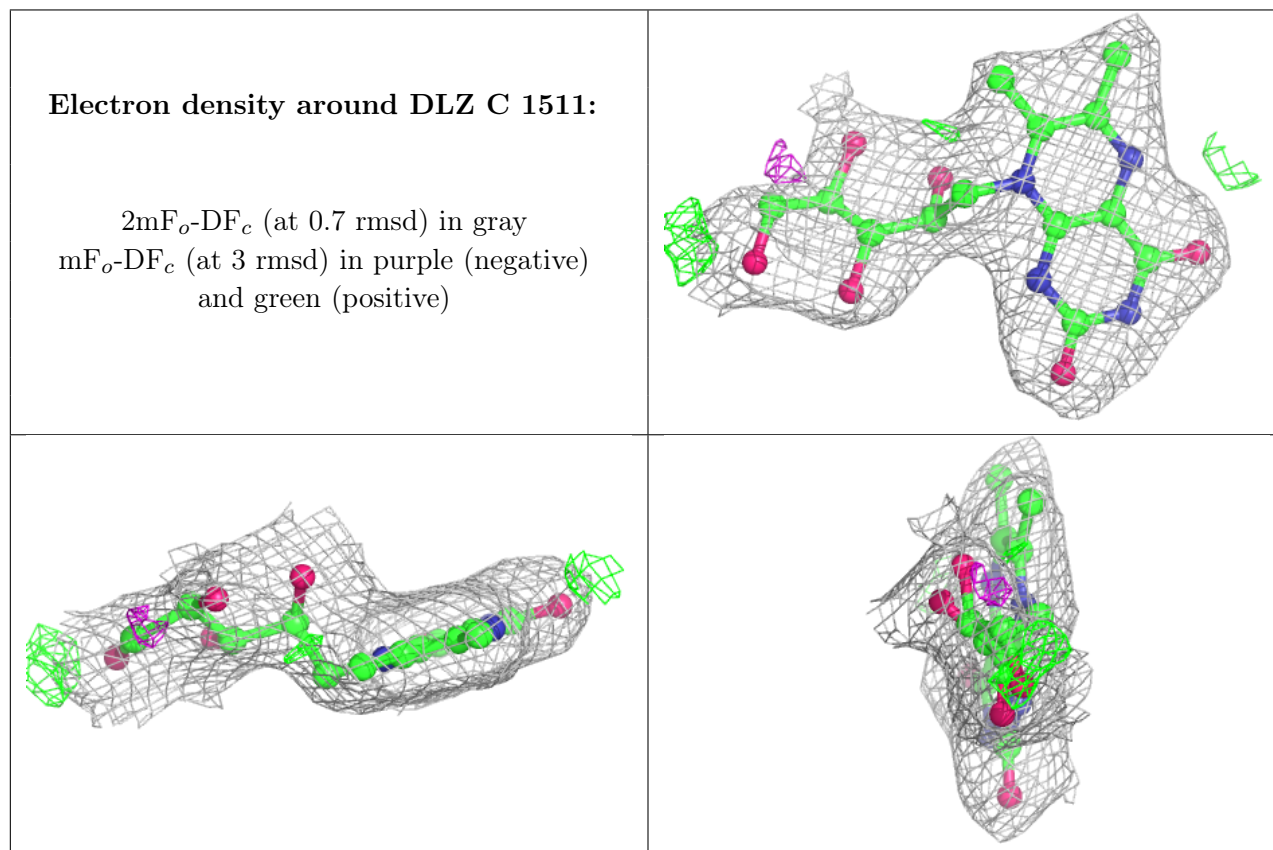 Electron density around DLZ C 1511:
2mFo-DFc (at 0.7 rmsd) in gray
mFo-DFc (at 3 rmsd) in purple (negative)
and green (positive)